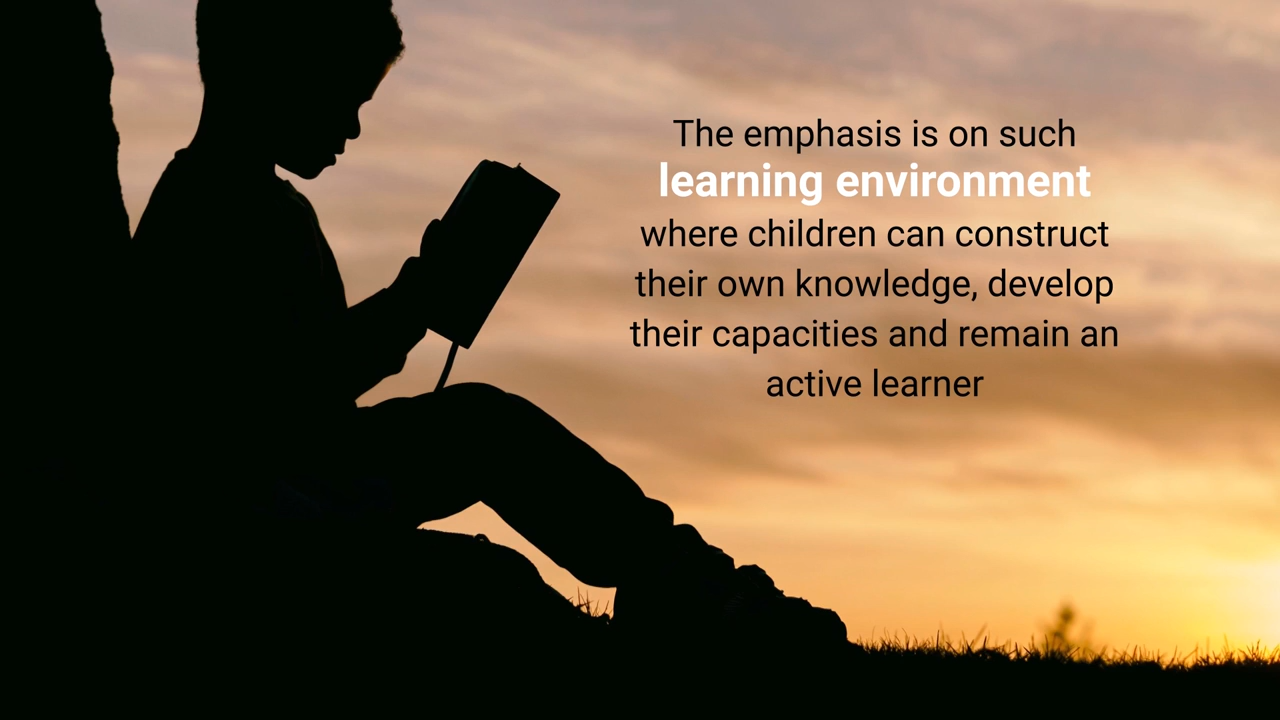 The emphasis is on such
learning environment
where children can construct
their own knowledge, develop
their capacities and remain an
active learner